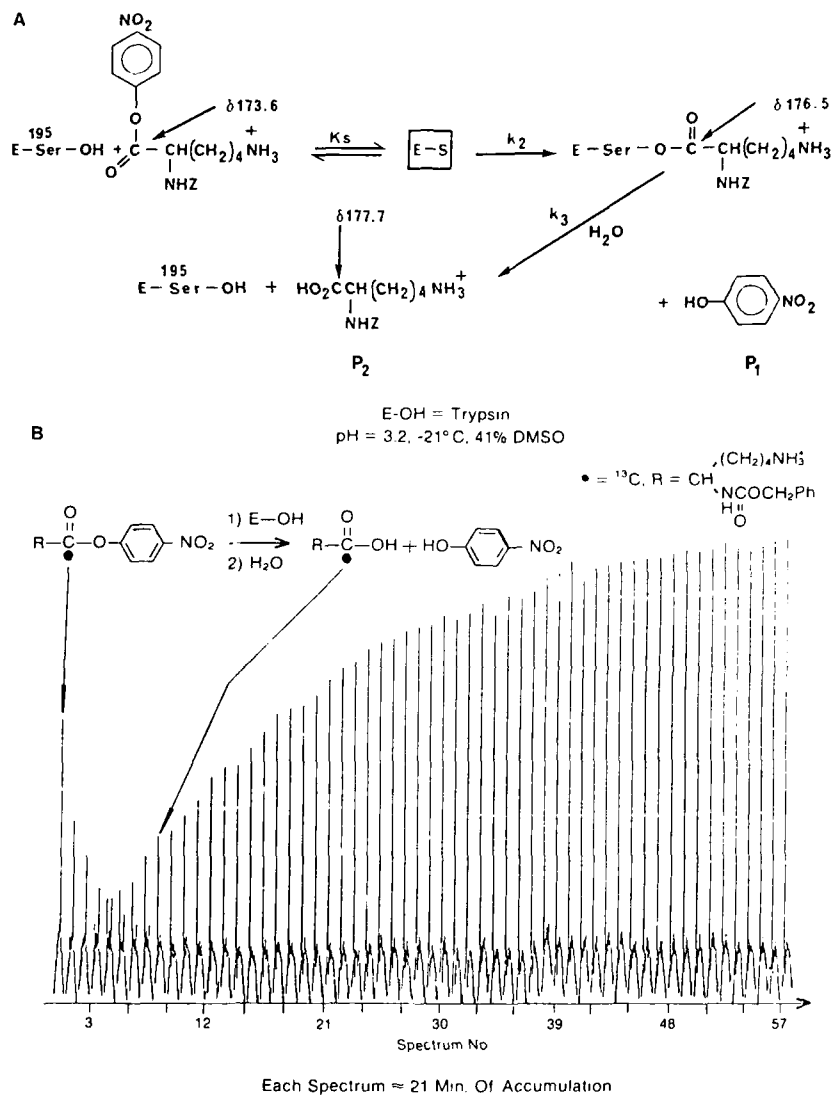 A
NO₂
δ173.6
δ176.5
195
E-Ser-OH + C - CH(CH₂)₄NH₃⁺
O
O
NHZ
Ks
E-S
k₂
E-Ser-O-C-CHCH(CH₂)₄NH₃⁺
O
NHZ
k₃
H₂O
δ177.7
195
E-Ser-OH + HO₂CCH(CH₂)₄NH₃⁺
NHZ
+ HO NO₂
P₂
P₁
B
E-OH = Trypsin
pH = 3.2, -21°C, 41% DMSO
● = ¹³C, R = CH
(CH₂)₄NH₃⁺
NCOCH₂Ph
H O
O
R-C-O NO₂
1) E-OH
2) H₂O
O
R-C-OH + HO NO₂
3 12 21 30 39 48 57
Spectrum No
Each Spectrum ≈ 21 Min. Of Accumulation